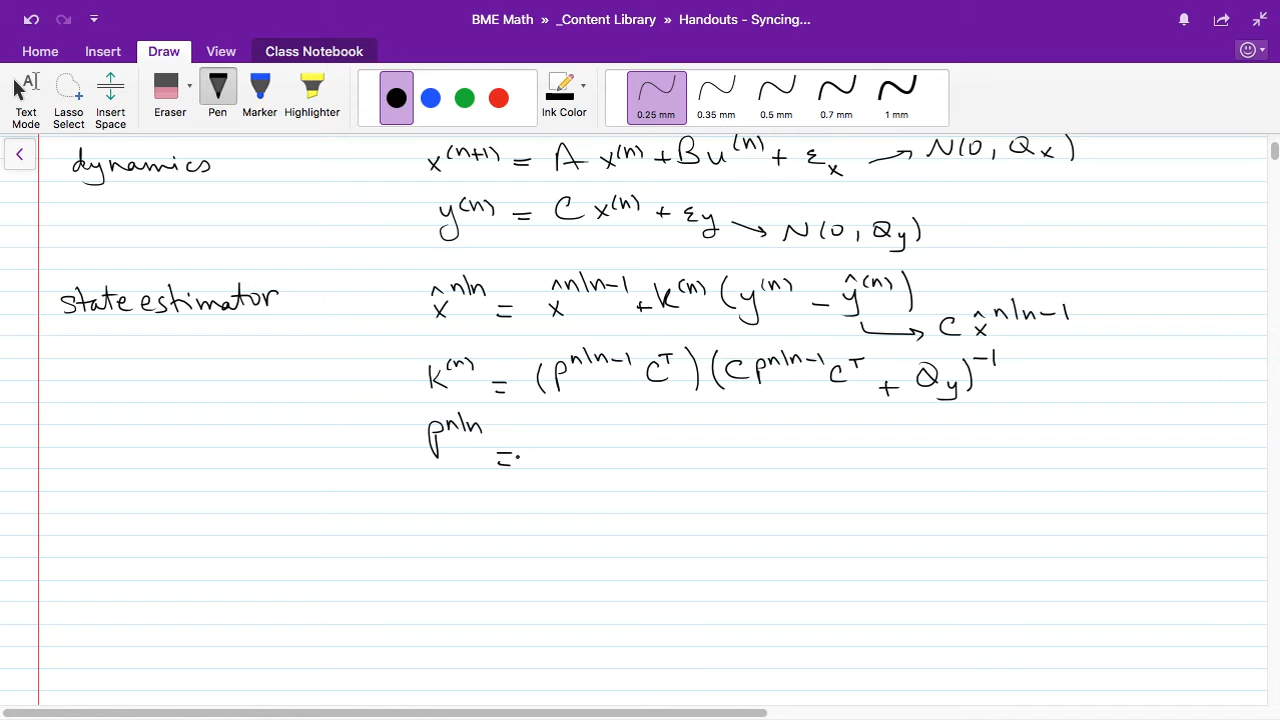 BME Math » _Content Library » Handouts - Syncing...
Home Insert Draw View Class Notebook
Text Mode Lasso Select Insert Space Eraser Pen Marker Highlighter Ink Color 0.25 mm 0.35 mm 0.5 mm 0.7 mm 1 mm
dynamics x^(n+1) = A x^(n) + B u^(n) + ε_x → N(0, Q_x)
y^(n) = C x^(n) + ε_y → N(0, Q_y)
state estimator x̂^n|n = x̂^n|n-1 + k^(n) (y^(n) - ŷ^(n))
↳ C x̂^n|n-1
k^(n) = (P^n|n-1 C^T) (C P^n|n-1 C^T + Q_y)^-1
P^n|n =